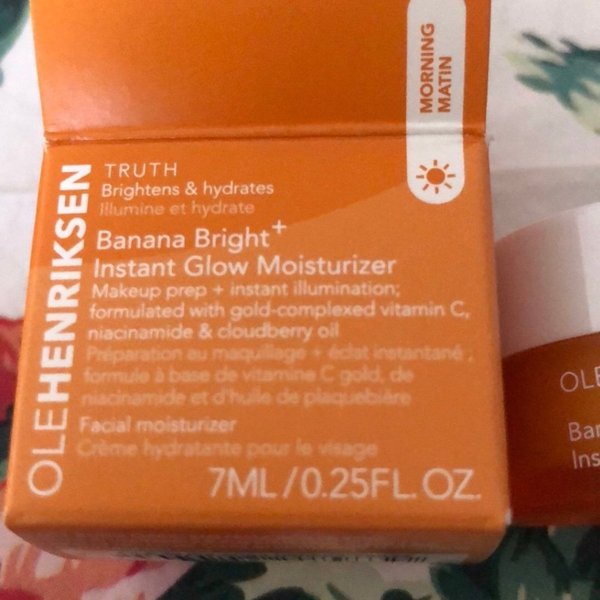 MORNING
MATIN
OLEHENRIKSEN
TRUTH
Brightens & hydrates
Illumine et hydrate
Banana Bright+
Instant Glow Moisturizer
Makeup prep + instant illumination;
formulated with gold-complexed vitamin C,
niacinamide & cloudberry oil
Préparation au maquillage + éclat instantané ;
formule à base de vitamine C gold, de
niacinamide et d'huile de plaquebière
Facial moisturizer
Crème hydratante pour le visage
7ML/0.25FL. OZ.
OLE
Ban
Ins